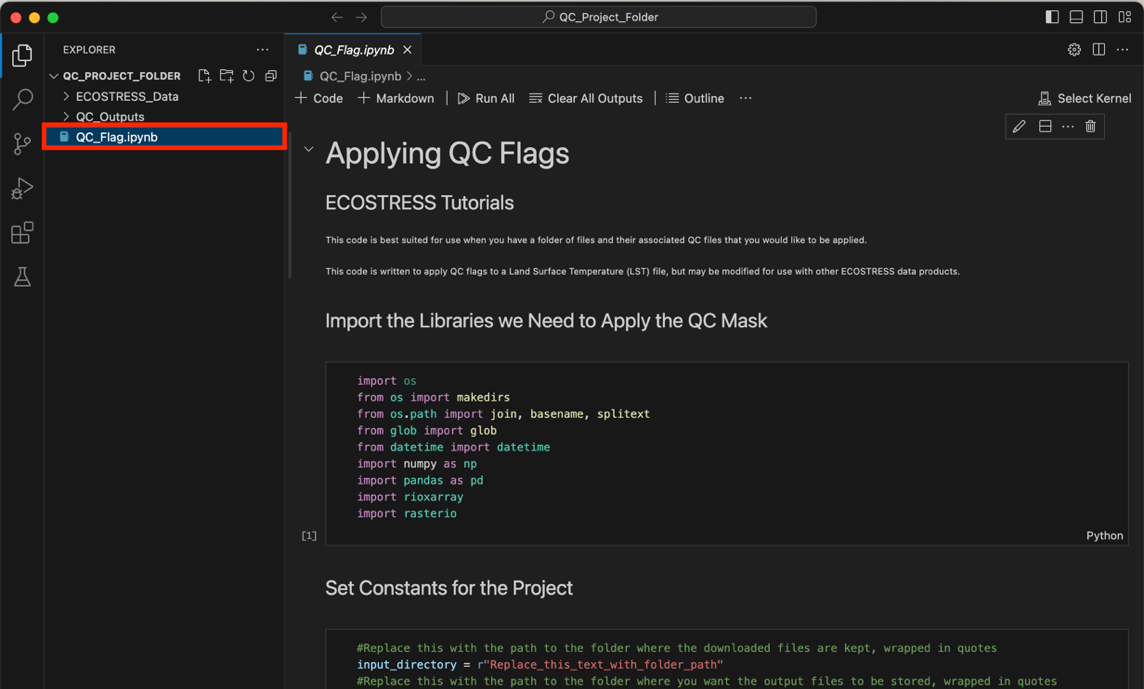 QC_Project_Folder
EXPLORER
QC_PROJECT_FOLDER
ECOSTRESS_Data
QC_Outputs
QC_Flag.ipynb
QC_Flag.ipynb
QC_Flag.ipynb > ...
+ Code + Markdown | Run All Clear All Outputs | Outline ... Select Kernel
Applying QC Flags
ECOSTRESS Tutorials
This code is best suited for use when you have a folder of files and their associated QC files that you would like to be applied.
This code is written to apply QC flags to a Land Surface Temperature (LST) file, but may be modified for use with other ECOSTRESS data products.
Import the Libraries we Need to Apply the QC Mask
import os
from os import makedirs
from os.path import join, basename, splitext
from glob import glob
from datetime import datetime
import numpy as np
import pandas as pd
import rioxarray
import rasterio
[1]
Python
Set Constants for the Project
#Replace this with the path to the folder where the downloaded files are kept, wrapped in quotes
input_directory = r"Replace_this_text_with_folder_path"
#Replace this with the path to the folder where you want the output files to be stored, wrapped in quotes